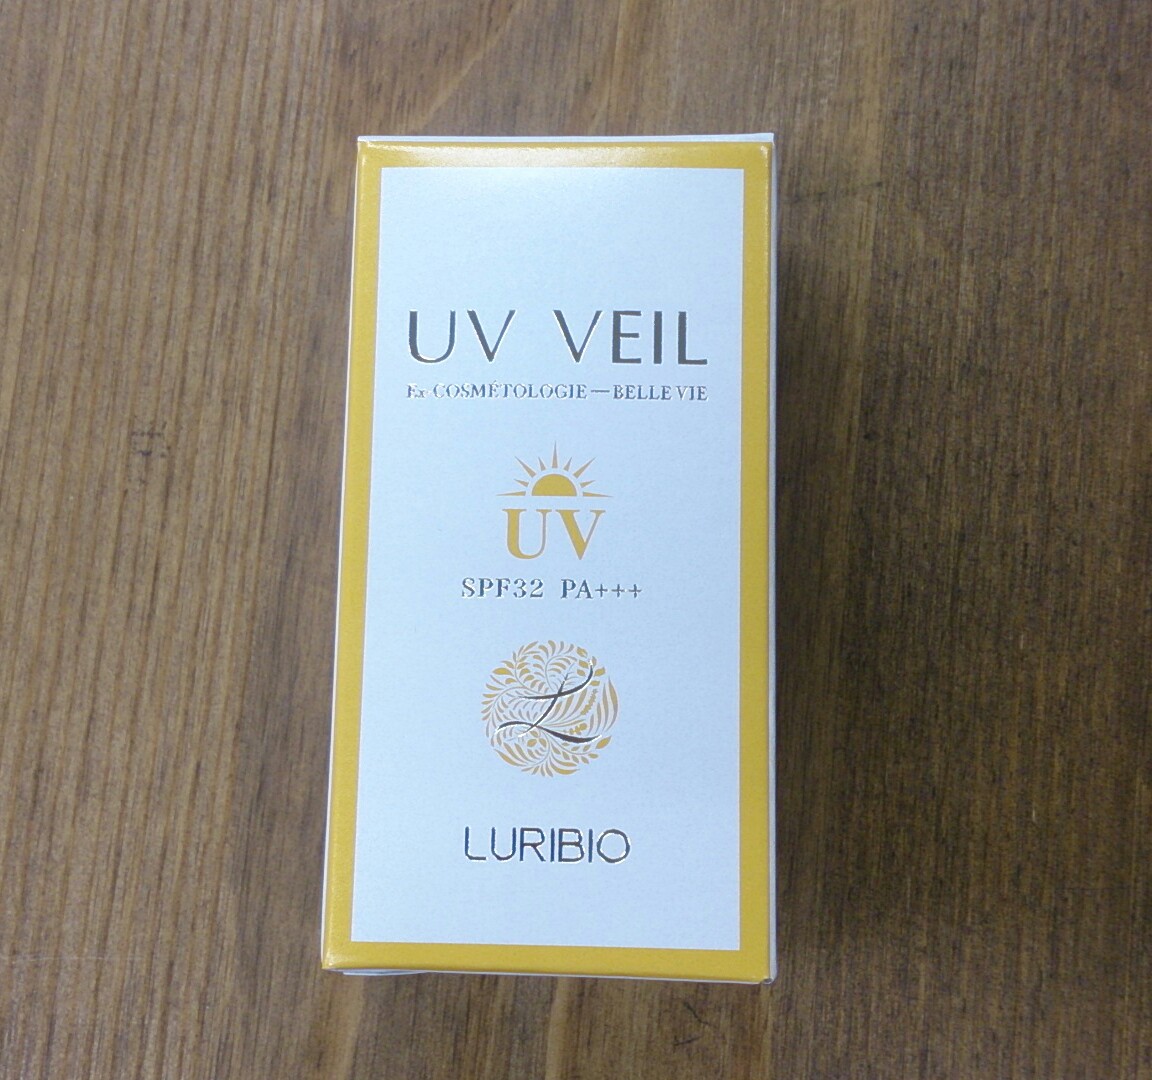 UV VEIL
Ex-COSMÉTOLOGIE—BELLE VIE
UV
SPF32 PA+++
L
LURIBIO